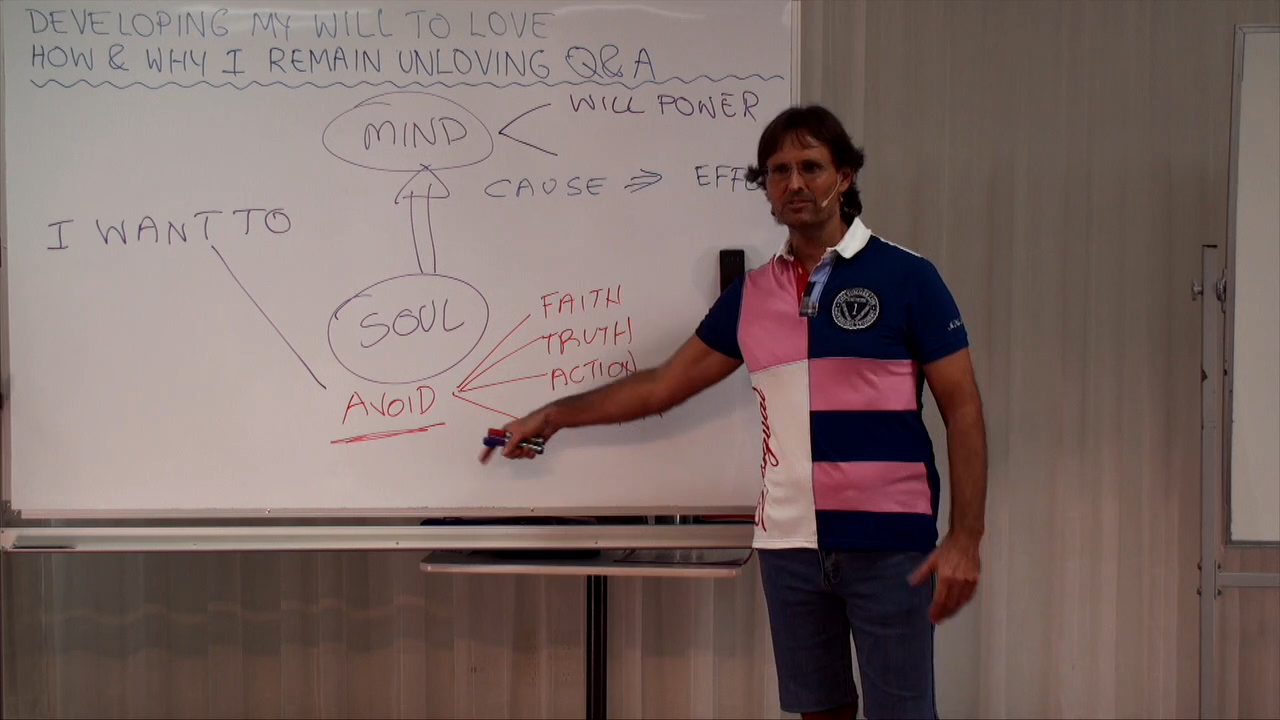 DEVELOPING MY WILL TO LOVE
HOW & WHY I REMAIN UNLOVING Q&A
MIND
WILL POWER
CAUSE ⇒
I WANT TO
SOUL
FAITH
TRUTH
ACTION
AVOID